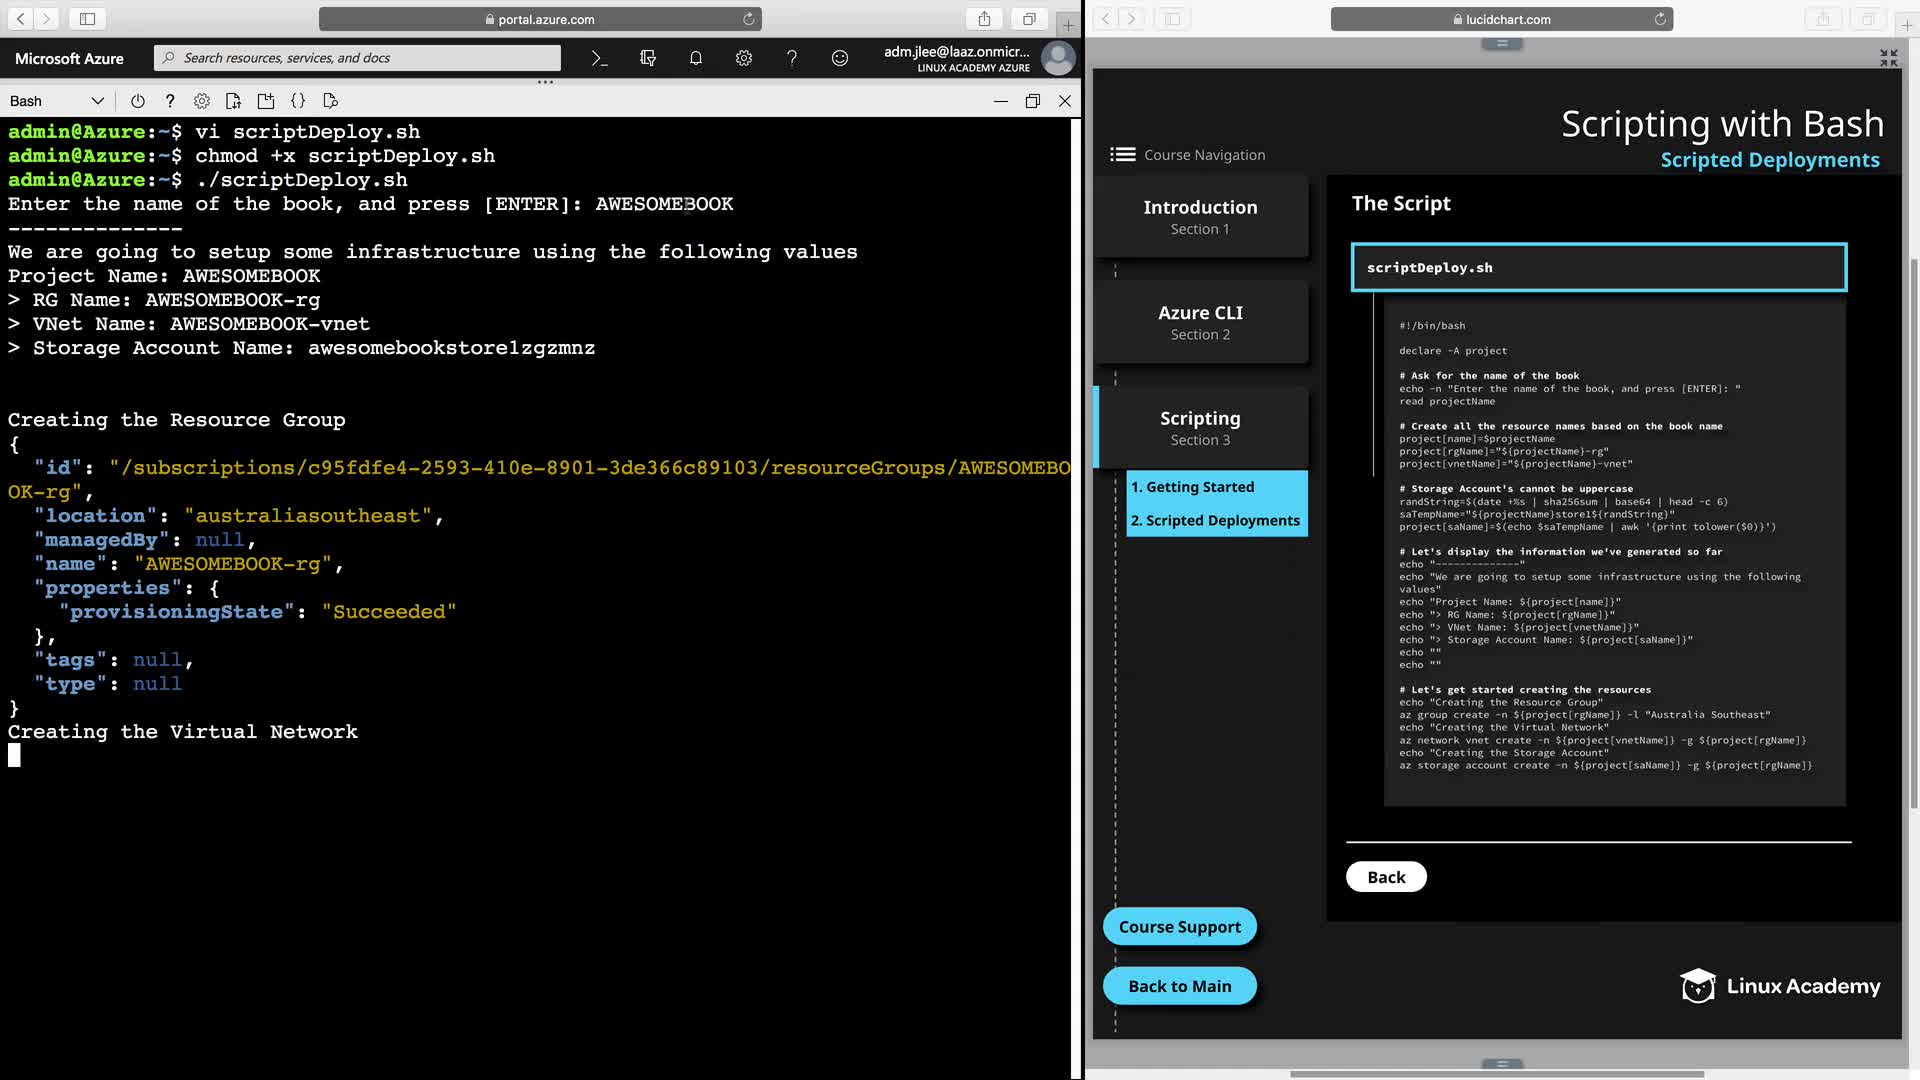 portal.azure.com
Microsoft Azure
Search resources, services, and docs
adm.jlee@laaz.onmicr...
LINUX ACADEMY AZURE
Bash
admin@Azure:~$ vi scriptDeploy.sh
admin@Azure:~$ chmod +x scriptDeploy.sh
admin@Azure:~$ ./scriptDeploy.sh
Enter the name of the book, and press [ENTER]: AWESOMEBOOK
--------------
We are going to setup some infrastructure using the following values
Project Name: AWESOMEBOOK
> RG Name: AWESOMEBOOK-rg
> VNet Name: AWESOMEBOOK-vnet
> Storage Account Name: awesomebookstore1zgzmnz
Creating the Resource Group
{
"id": "/subscriptions/c95fdfe4-2593-410e-8901-3de366c89103/resourceGroups/AWESOMEBO
OK-rg",
"location": "australiasoutheast",
"managedBy": null,
"name": "AWESOMEBOOK-rg",
"properties": {
"provisioningState": "Succeeded"
},
"tags": null,
"type": null
}
Creating the Virtual Network
lucidchart.com
Scripting with Bash
Scripted Deployments
Course Navigation
Introduction
Section 1
Azure CLI
Section 2
Scripting
Section 3
1. Getting Started
2. Scripted Deployments
Course Support
Back to Main
The Script
scriptDeploy.sh
#!/bin/bash
declare -A project
# Ask for the name of the book
echo -n "Enter the name of the book, and press [ENTER]: "
read projectName
# Create all the resource names based on the book name
project[name]=$projectName
project[rgName]="${projectName}-rg"
project[vnetName]="${projectName}-vnet"
# Storage Account's cannot be uppercase
randString=$(date +%s | sha256sum | base64 | head -c 6)
saTempName="${projectName}store1${randString}"
project[saName]=$(echo $saTempName | awk '{print tolower($0)}')
# Let's display the information we've generated so far
echo "--------------"
echo "We are going to setup some infrastructure using the following
values"
echo "Project Name: ${project[name]}"
echo "> RG Name: ${project[rgName]}"
echo "> VNet Name: ${project[vnetName]}"
echo "> Storage Account Name: ${project[saName]}"
echo ""
echo ""
# Let's get started creating the resources
echo "Creating the Resource Group"
az group create -n ${project[rgName]} -l "Australia Southeast"
echo "Creating the Virtual Network"
az network vnet create -n ${project[vnetName]} -g ${project[rgName]}
echo "Creating the Storage Account"
az storage account create -n ${project[saName]} -g ${project[rgName]}
Back
Linux Academy